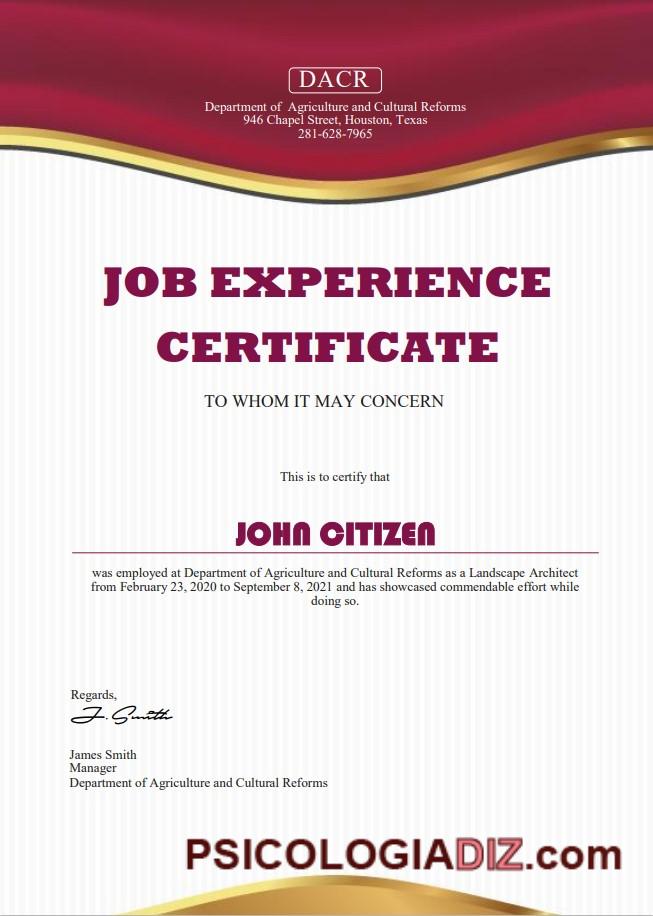 DACR
Department of Agriculture and Cultural Reforms
946 Chapel Street, Houston, Texas
281-628-7965
JOB EXPERIENCE
CERTIFICATE
TO WHOM IT MAY CONCERN
This is to certify that
JOHN CITIZEN
was employed at Department of Agriculture and Cultural Reforms as a Landscape Architect
from February 23, 2020 to September 8, 2021 and has showcased commendable effort while
doing so.
Regards,
J. Smith
James Smith
Manager
Department of Agriculture and Cultural Reforms
PSICOLOGIADIZ.com